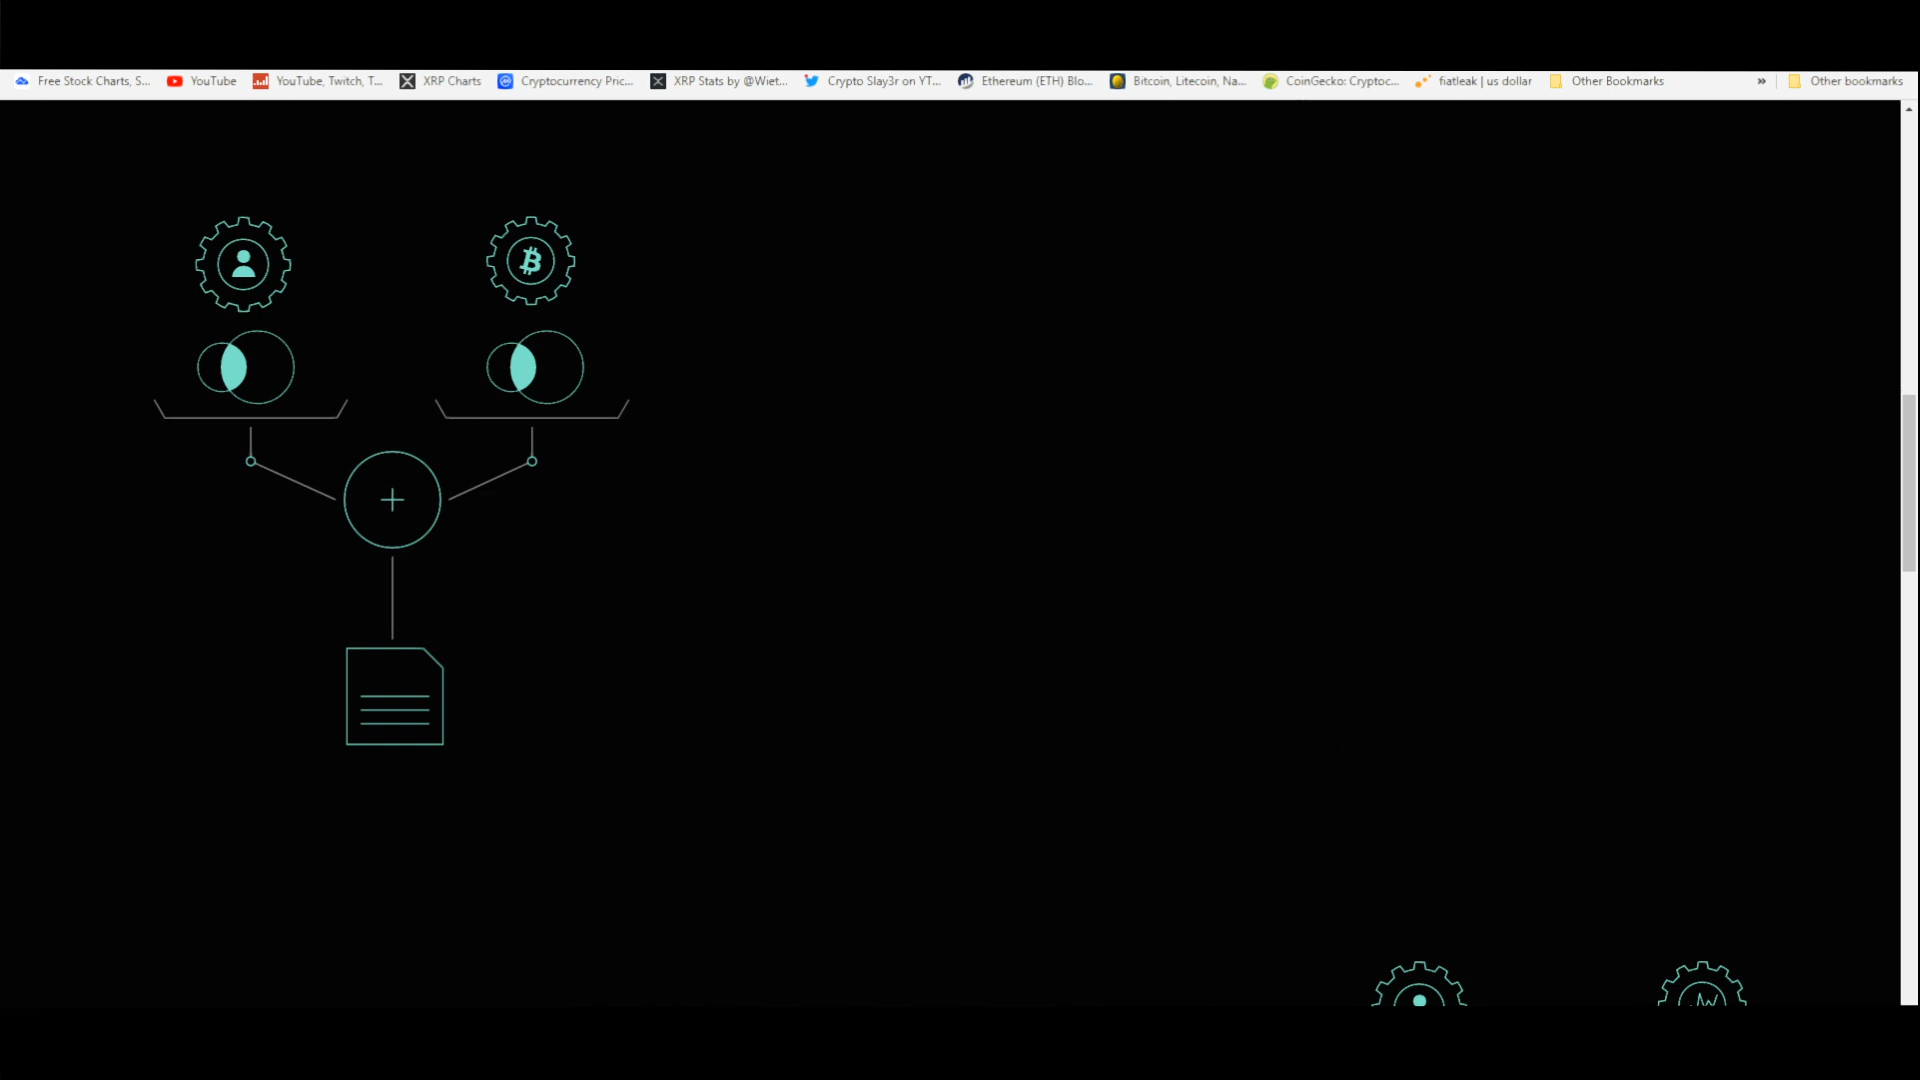 Free Stock Charts, S... YouTube YouTube, Twitch, T... XRP Charts Cryptocurrency Pric... XRP Stats by @Wiet... Crypto Slay3r on YT... Ethereum (ETH) Blo... Bitcoin, Litecoin, Na... CoinGecko: Cryptoc... fiatleak | us dollar Other Bookmarks » Other bookmarks